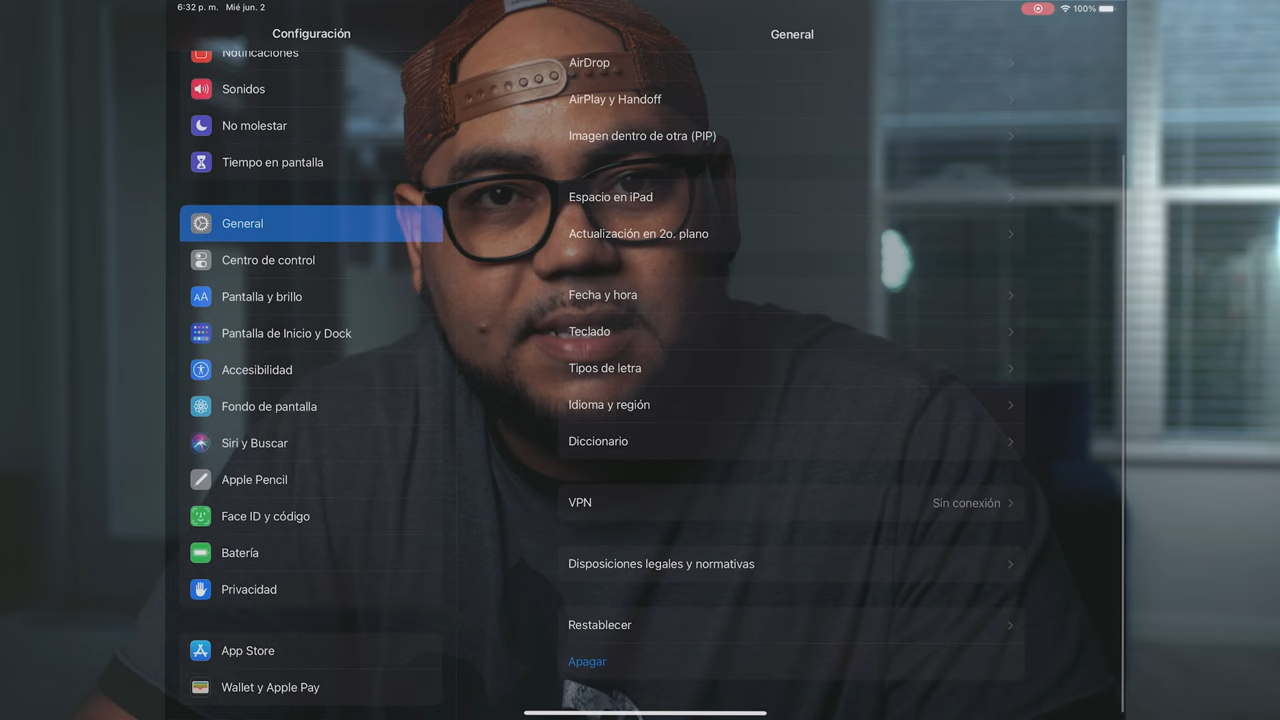 6:32 p. m. Mié jun. 2
100%
Configuración
Notificaciones
Sonidos
No molestar
Tiempo en pantalla
General
Centro de control
AA
Pantalla y brillo
Pantalla de Inicio y Dock
Accesibilidad
Fondo de pantalla
Siri y Buscar
Apple Pencil
Face ID y código
Batería
Privacidad
App Store
Wallet y Apple Pay
General
AirDrop
AirPlay y Handoff
Imagen dentro de otra (PIP)
Espacio en iPad
Actualización en 2o. plano
Fecha y hora
Teclado
Tipos de letra
Idioma y región
Diccionario
VPN Sin conexión
Disposiciones legales y normativas
Restablecer
Apagar